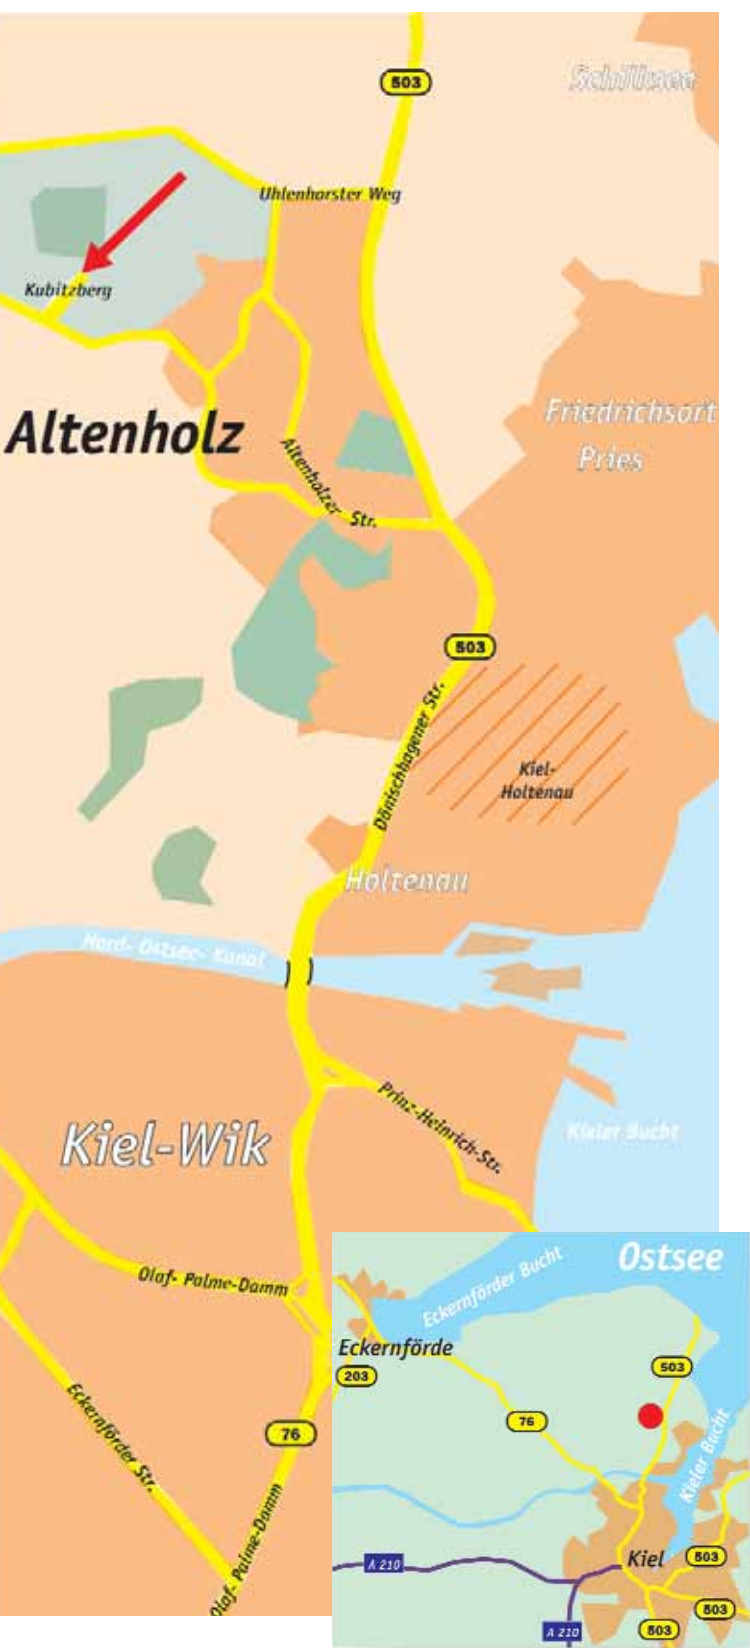 503
Schilksee
Uhlenhorster Weg
Kubitzberg
Altenholz
Friedrichsort
Pries
Altenholzer Str.
503
Dänischhagener Str.
Kiel-
Holtenau
Holtenau
Nord- Ostsee- Kanal
Prinz-Heinrich-Str.
Kiel-Wik
Kieler Bucht
Olaf- Palme-Damm
Eckernförder Str.
76
Olaf- Palme-Damm
Ostsee
Eckernförder Bucht
Eckernförde
203
503
76
Kieler Bucht
Kiel
503
A 210
503
A 210
503